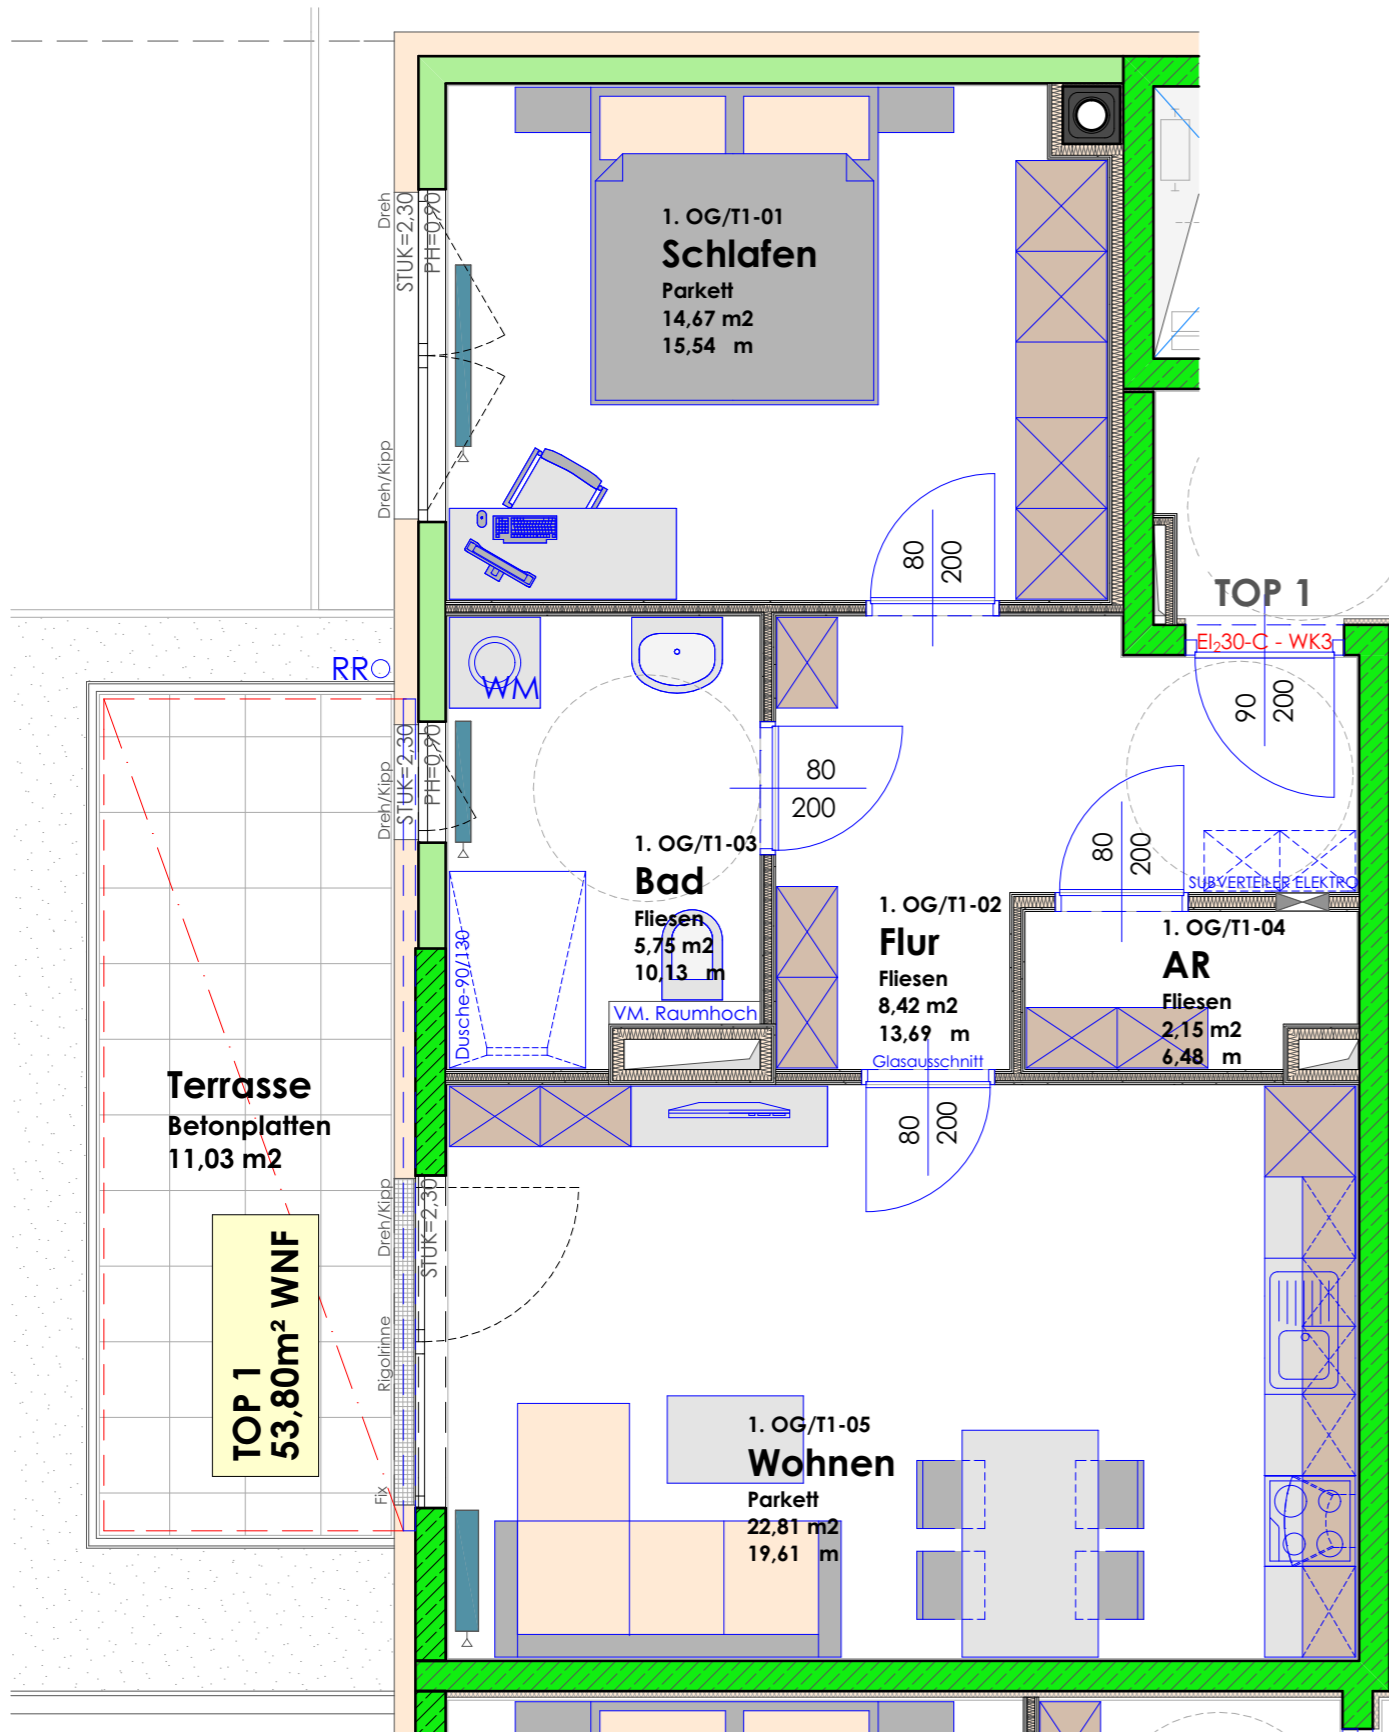 Dreh
STUK=2,30
PH=0,90
Dreh/Kipp
1. OG/T1-01
Schlafen
Parkett
14,67 m2
15,54 m
80
200
TOP 1
EI₂30-C - WK3
90
200
RR
WM
STUK=2,30
PH=0,90
Dreh/Kipp
80
200
1. OG/T1-03
Bad
Fliesen
5,75 m2
10,13 m
Dusche-90/130
VM. Raumhoch
80
200
SUBVERTEILER ELEKTRO
1. OG/T1-02
Flur
Fliesen
8,42 m2
13,69 m
Glasausschnitt
1. OG/T1-04
AR
Fliesen
2,15 m2
6,48 m
80
200
Terrasse
Betonplatten
11,03 m2
Dreh/Kipp
STUK=2,30
Rigolrinne
Fix
TOP 1
53,80m² WNF
1. OG/T1-05
Wohnen
Parkett
22,81 m2
19,61 m